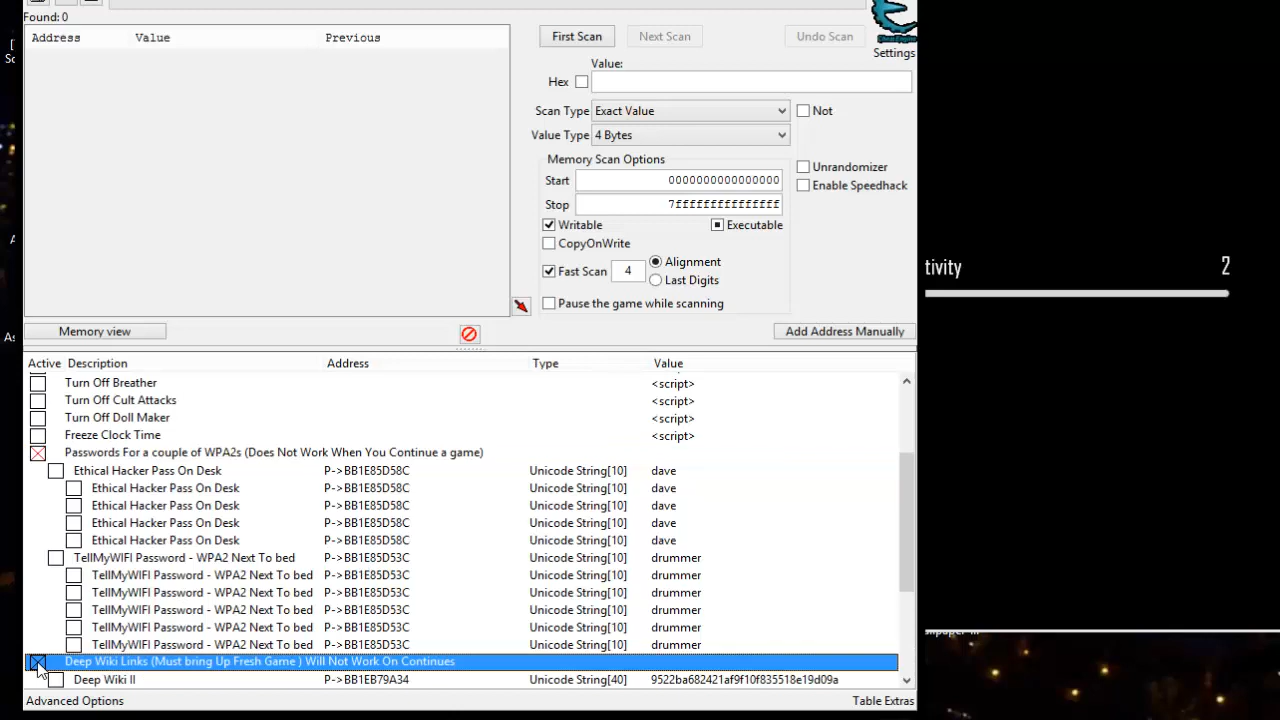 Found: 0
Address Value Previous
First Scan Next Scan Undo Scan
Settings
Value:
Hex
Scan Type Exact Value Not
Value Type 4 Bytes
Memory Scan Options
Unrandomizer
Start 0000000000000000
Enable Speedhack
Stop 7fffffffffffffff
Writable Executable
CopyOnWrite
Fast Scan 4 Alignment
Last Digits
Pause the game while scanning
tivity 2
Memory view Add Address Manually
Active Description Address Type Value
Turn Off Breather <script>
Turn Off Cult Attacks <script>
Turn Off Doll Maker <script>
Freeze Clock Time <script>
Passwords For a couple of WPA2s (Does Not Work When You Continue a game)
Ethical Hacker Pass On Desk P->BB1E85D58C Unicode String[10] dave
Ethical Hacker Pass On Desk P->BB1E85D58C Unicode String[10] dave
Ethical Hacker Pass On Desk P->BB1E85D58C Unicode String[10] dave
Ethical Hacker Pass On Desk P->BB1E85D58C Unicode String[10] dave
Ethical Hacker Pass On Desk P->BB1E85D58C Unicode String[10] dave
TellMyWIFI Password - WPA2 Next To bed P->BB1E85D53C Unicode String[10] drummer
TellMyWIFI Password - WPA2 Next To bed P->BB1E85D53C Unicode String[10] drummer
TellMyWIFI Password - WPA2 Next To bed P->BB1E85D53C Unicode String[10] drummer
TellMyWIFI Password - WPA2 Next To bed P->BB1E85D53C Unicode String[10] drummer
TellMyWIFI Password - WPA2 Next To bed P->BB1E85D53C Unicode String[10] drummer
TellMyWIFI Password - WPA2 Next To bed P->BB1E85D53C Unicode String[10] drummer
Deep Wiki Links (Must bring Up Fresh Game ) Will Not Work On Continues
Deep Wiki II P->BB1EB79A34 Unicode String[40] 9522ba682421af9f10f835518e19d09a
Advanced Options Table Extras